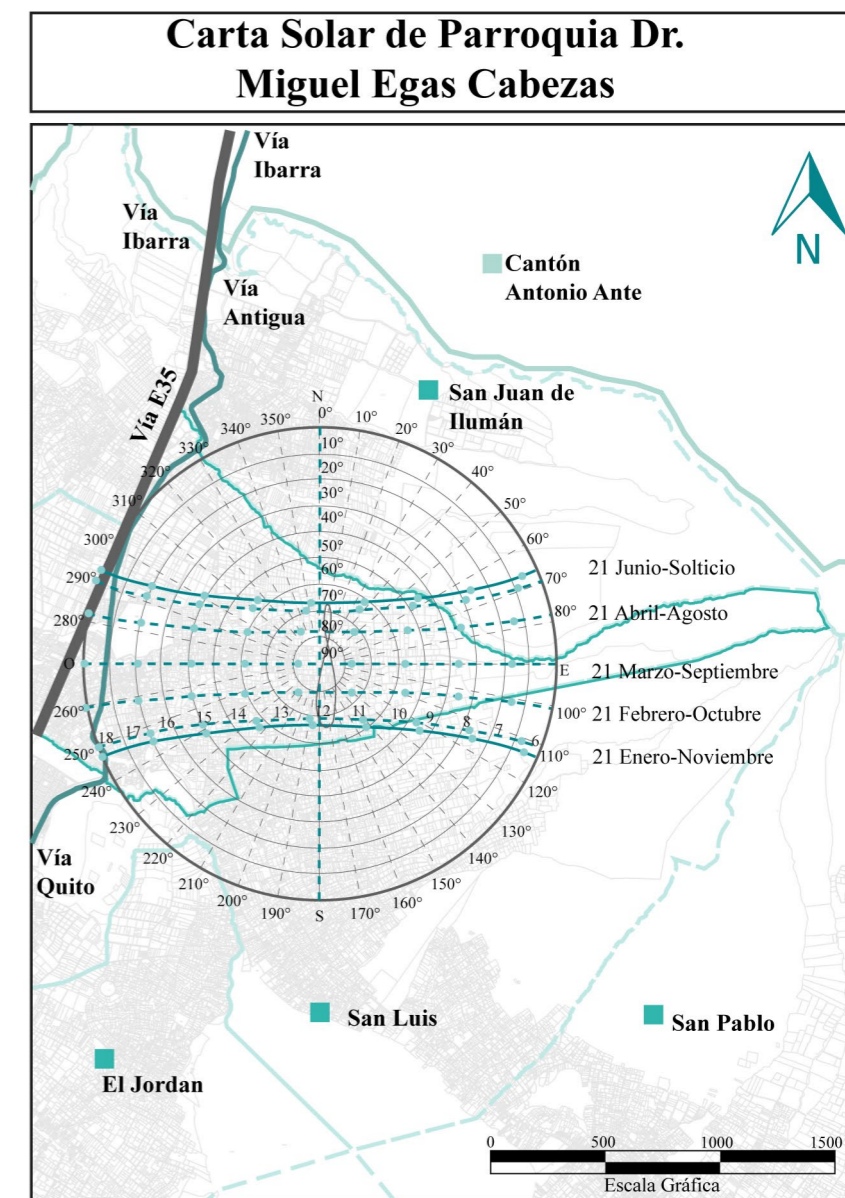 Carta Solar de Parroquia Dr.
Miguel Egas Cabezas
Vía
Ibarra
Vía
Ibarra
Vía
Antigua
Cantón
Antonio Ante
N
San Juan de
Ilumán
Vía E35
N
0°
10°
20°
30°
40°
50°
60°
70°
80°
E
100°
110°
120°
130°
140°
150°
160°
170°
S
190°
200°
210°
220°
230°
240°
250°
260°
O
280°
290°
300°
310°
320°
330°
340°
350°
10°
20°
30°
40°
50°
60°
70°
80°
90°
18
17
16
15
14
13
12
11
10
9
8
7
6
21 Junio-Solticio
21 Abril-Agosto
21 Marzo-Septiembre
21 Febrero-Octubre
21 Enero-Noviembre
Vía
Quito
San Luis
San Pablo
El Jordan
0 500 1000 1500
Escala Gráfica